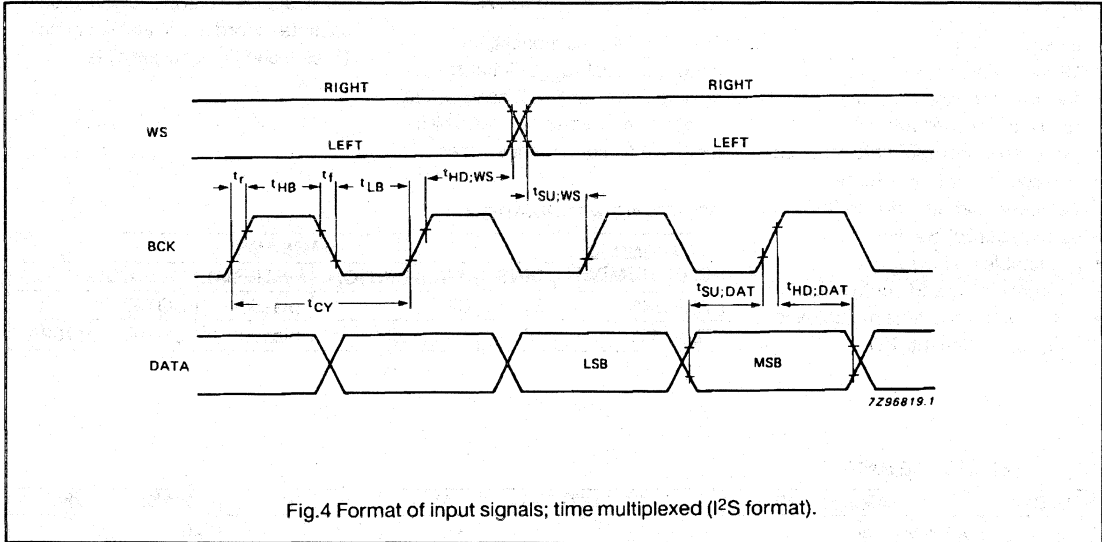 RIGHT RIGHT
WS
LEFT LEFT
tr tHB tf tLB tHD;WS
tSU;WS
BCK
tSU;DAT tHD;DAT
tCY
DATA LSB MSB
7Z96819.1
Fig.4 Format of input signals; time multiplexed (I²S format).